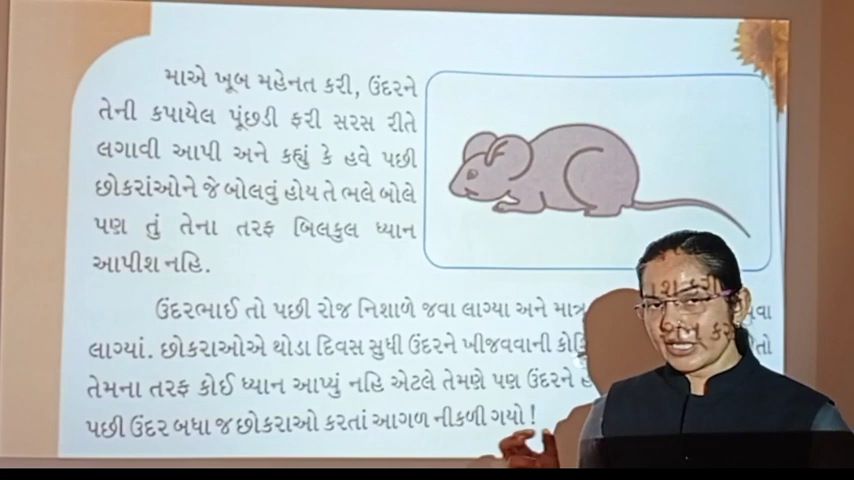 માએ ખૂબ મહેનત કરી, ઉંદરને
તેની કપાયેલ પૂંછડી ફરી સરસ રીતે
લગાવી આપી અને કહ્યું કે હવે પછી
છોકરાંઓને જે બોલવું હોય તે ભલે બોલે
પણ તું તેના તરફ બિલકુલ ધ્યાન
આપીશ નહિ.
ઉંદરભાઈ તો પછી રોજ નિશાળે જવા લાગ્યા અને માત્ર
લાગ્યાં. છોકરાઓએ થોડા દિવસ સુધી ઉંદરને ખીજવવાની
તેમના તરફ કોઈ ધ્યાન આપ્યું નહિ એટલે તેમણે પણ ઉંદરને
પછી ઉંદર બધા જ છોકરાઓ કરતાં આગળ નીકળી ગયો !